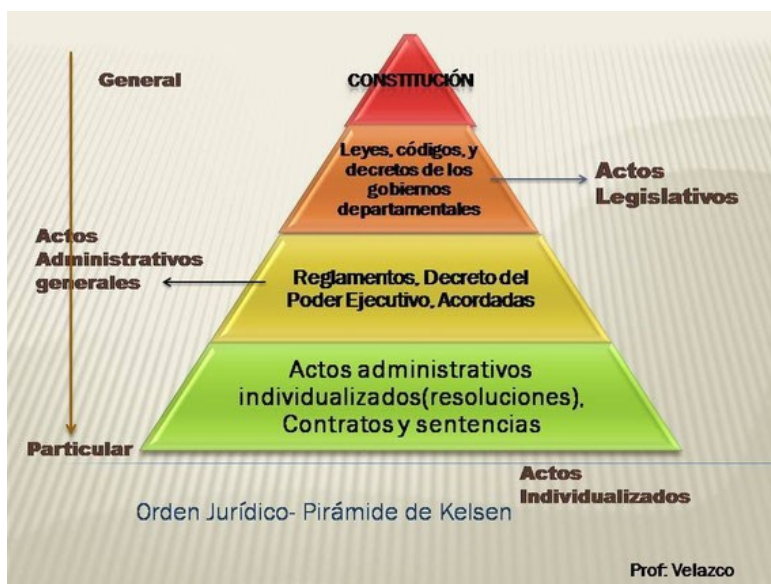 General
CONSTITUCIÓN
Leyes, códigos, y
decretos de los
gobiernos
departamentales
Actos
Legislativos
Actos
Administrativos
generales
Reglamentos, Decreto del
Poder Ejecutivo, Acordadas
Actos administrativos
individualizados(resoluciones),
Contratos y sentencias
Particular
Actos
Individualizados
Orden Jurídico- Pirámide de Kelsen
Prof: Velazco